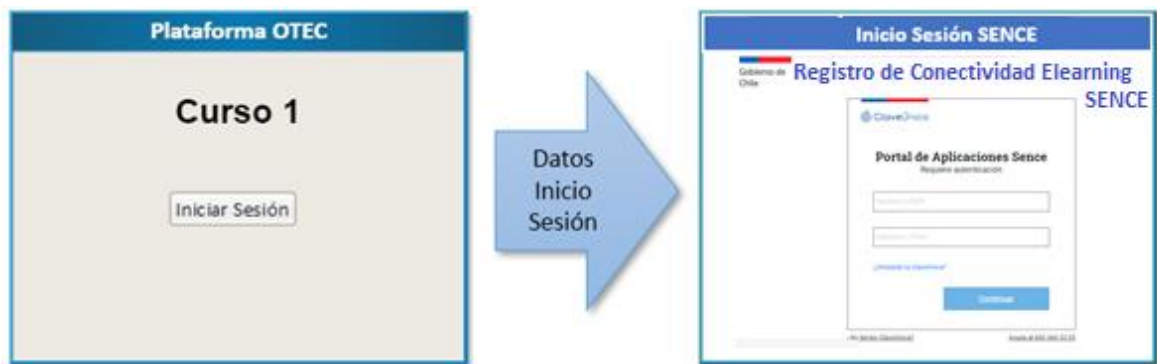 Plataforma OTEC
Curso 1
Iniciar Sesión
Datos
Inicio
Sesión
Inicio Sesión SENCE
Gobierno de
Chile
Registro de Conectividad Elearning
SENCE
ClaveÚnica
Portal de Aplicaciones Sence
Requiere autenticación
Continuar